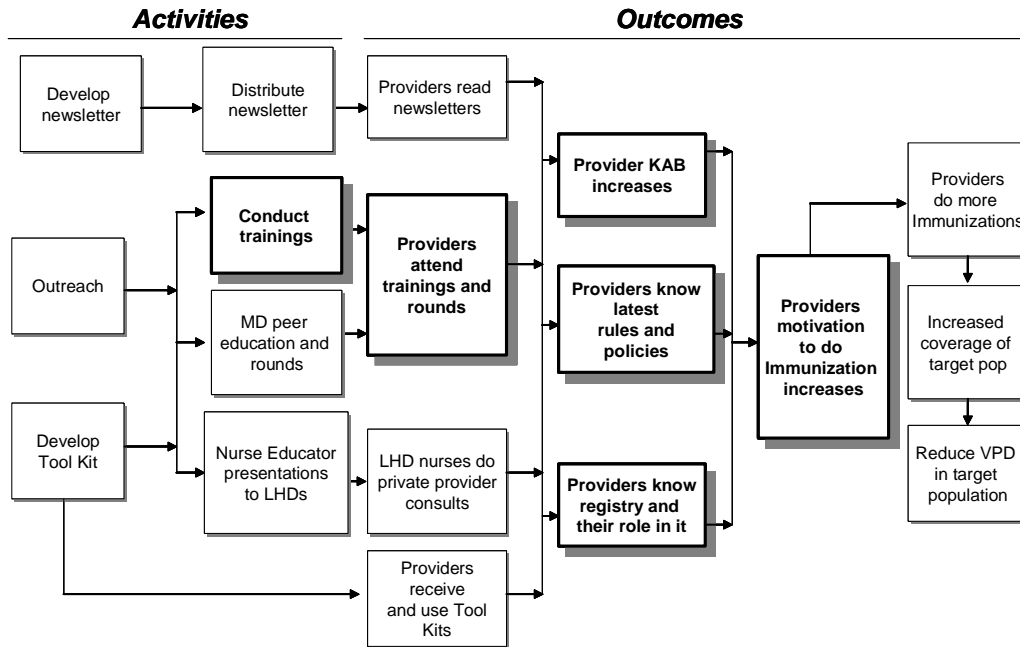 Activities
Outcomes
Develop
newsletter
Distribute
newsletter
Providers read
newsletters
Outreach
Conduct
trainings
MD peer
education and
rounds
Providers
attend
trainings and
rounds
Develop
Tool Kit
Nurse Educator
presentations
to LHDs
LHD nurses do
private provider
consults
Providers
receive
and use Tool
Kits
Provider KAB
increases
Providers know
latest
rules and
policies
Providers know
registry and
their role in it
Providers
motivation
to do
Immunization
increases
Providers
do more
Immunizations
Increased
coverage of
target pop
Reduce VPD
in target
population